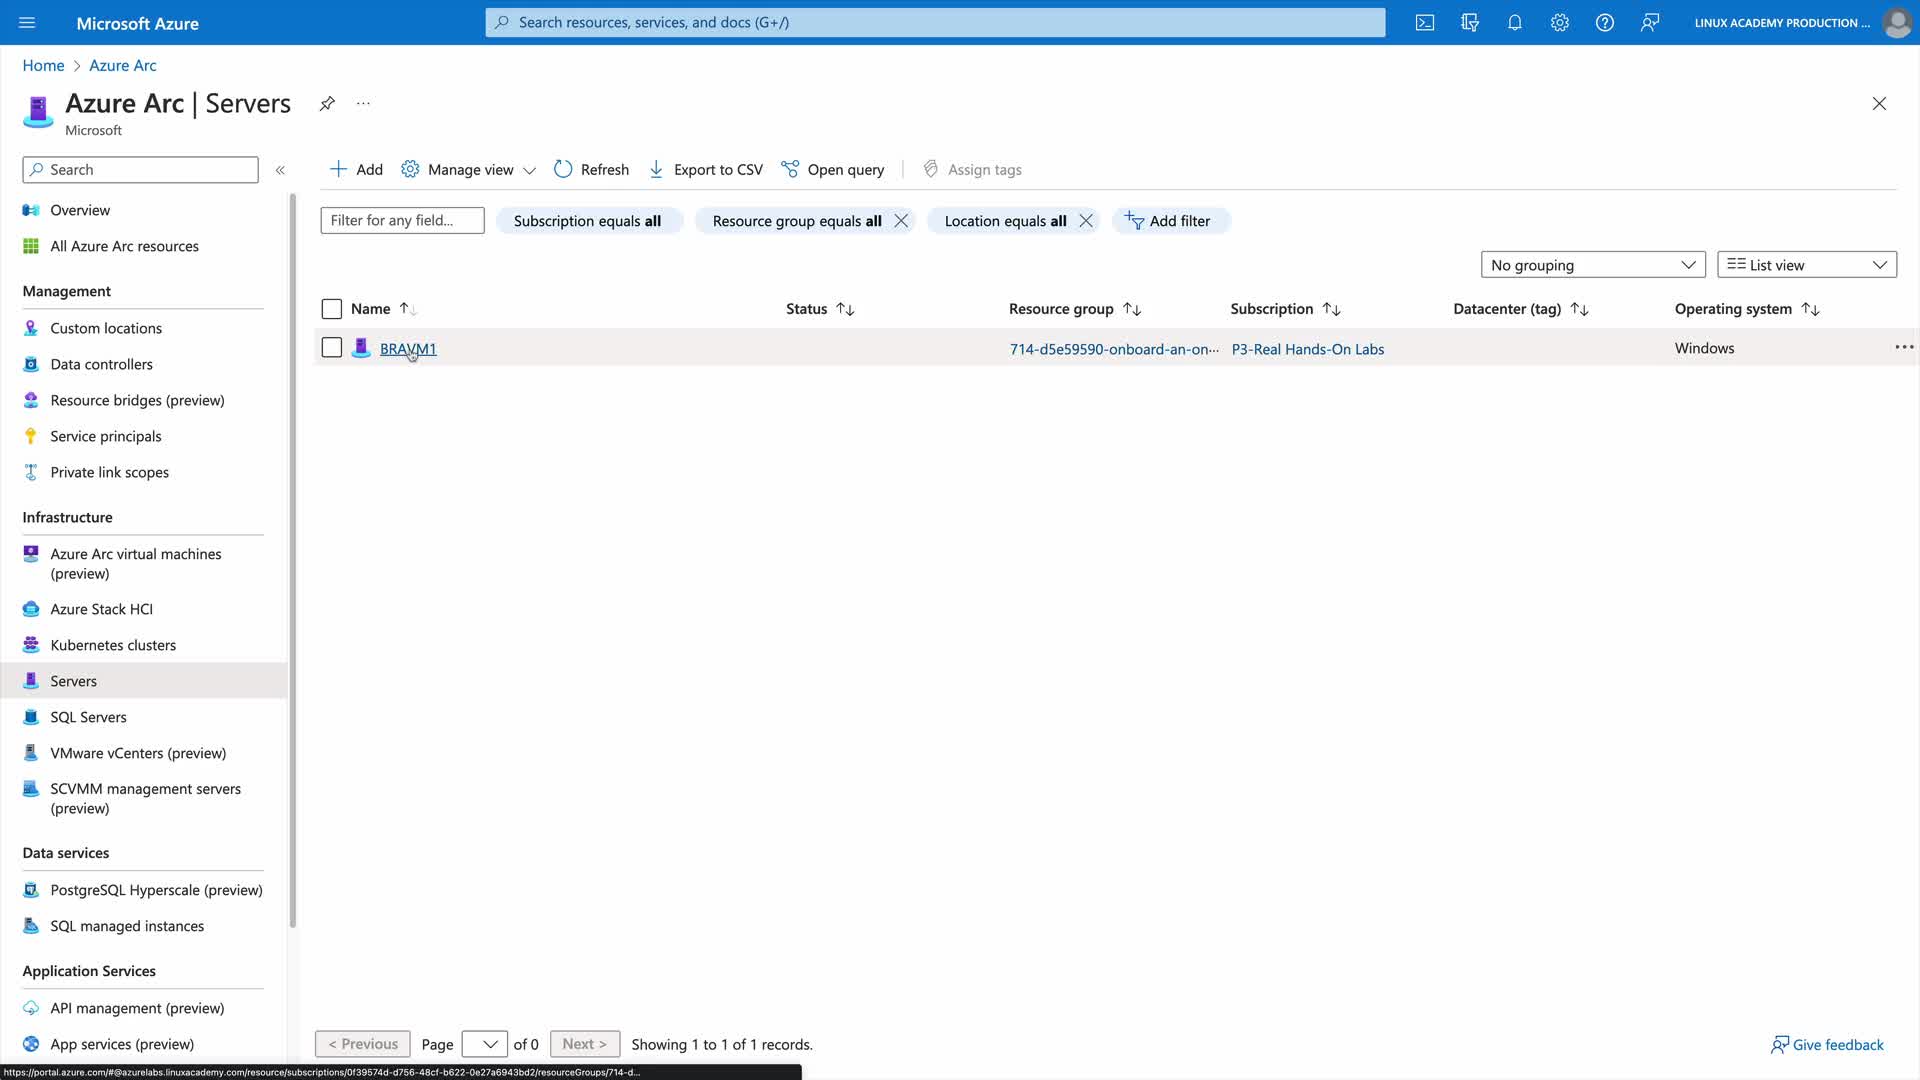 Microsoft Azure
Search resources, services, and docs (G+/)
LINUX ACADEMY PRODUCTION ...
Home > Azure Arc
Azure Arc | Servers
...
Microsoft
Search
«
Add
Manage view
Refresh
Export to CSV
Open query
Assign tags
Overview
All Azure Arc resources
Management
Custom locations
Data controllers
Resource bridges (preview)
Service principals
Private link scopes
Infrastructure
Azure Arc virtual machines
(preview)
Azure Stack HCI
Kubernetes clusters
Servers
SQL Servers
VMware vCenters (preview)
SCVMM management servers
(preview)
Data services
PostgreSQL Hyperscale (preview)
SQL managed instances
Application Services
API management (preview)
App services (preview)
Filter for any field...
Subscription equals all
Resource group equals all
Location equals all
Add filter
No grouping
List view
Name ↑↓ Status ↑↓ Resource group ↑↓ Subscription ↑↓ Datacenter (tag) ↑↓ Operating system ↑↓
BRAVM1 714-d5e59590-onboard-an-on-... P3-Real Hands-On Labs Windows ...
< Previous Page of 0 Next > Showing 1 to 1 of 1 records.
Give feedback
https://portal.azure.com/#@azurelabs.linuxacademy.com/resource/subscriptions/0f39574d-d756-48cf-b622-0e27a6943bd2/resourceGroups/714-d...